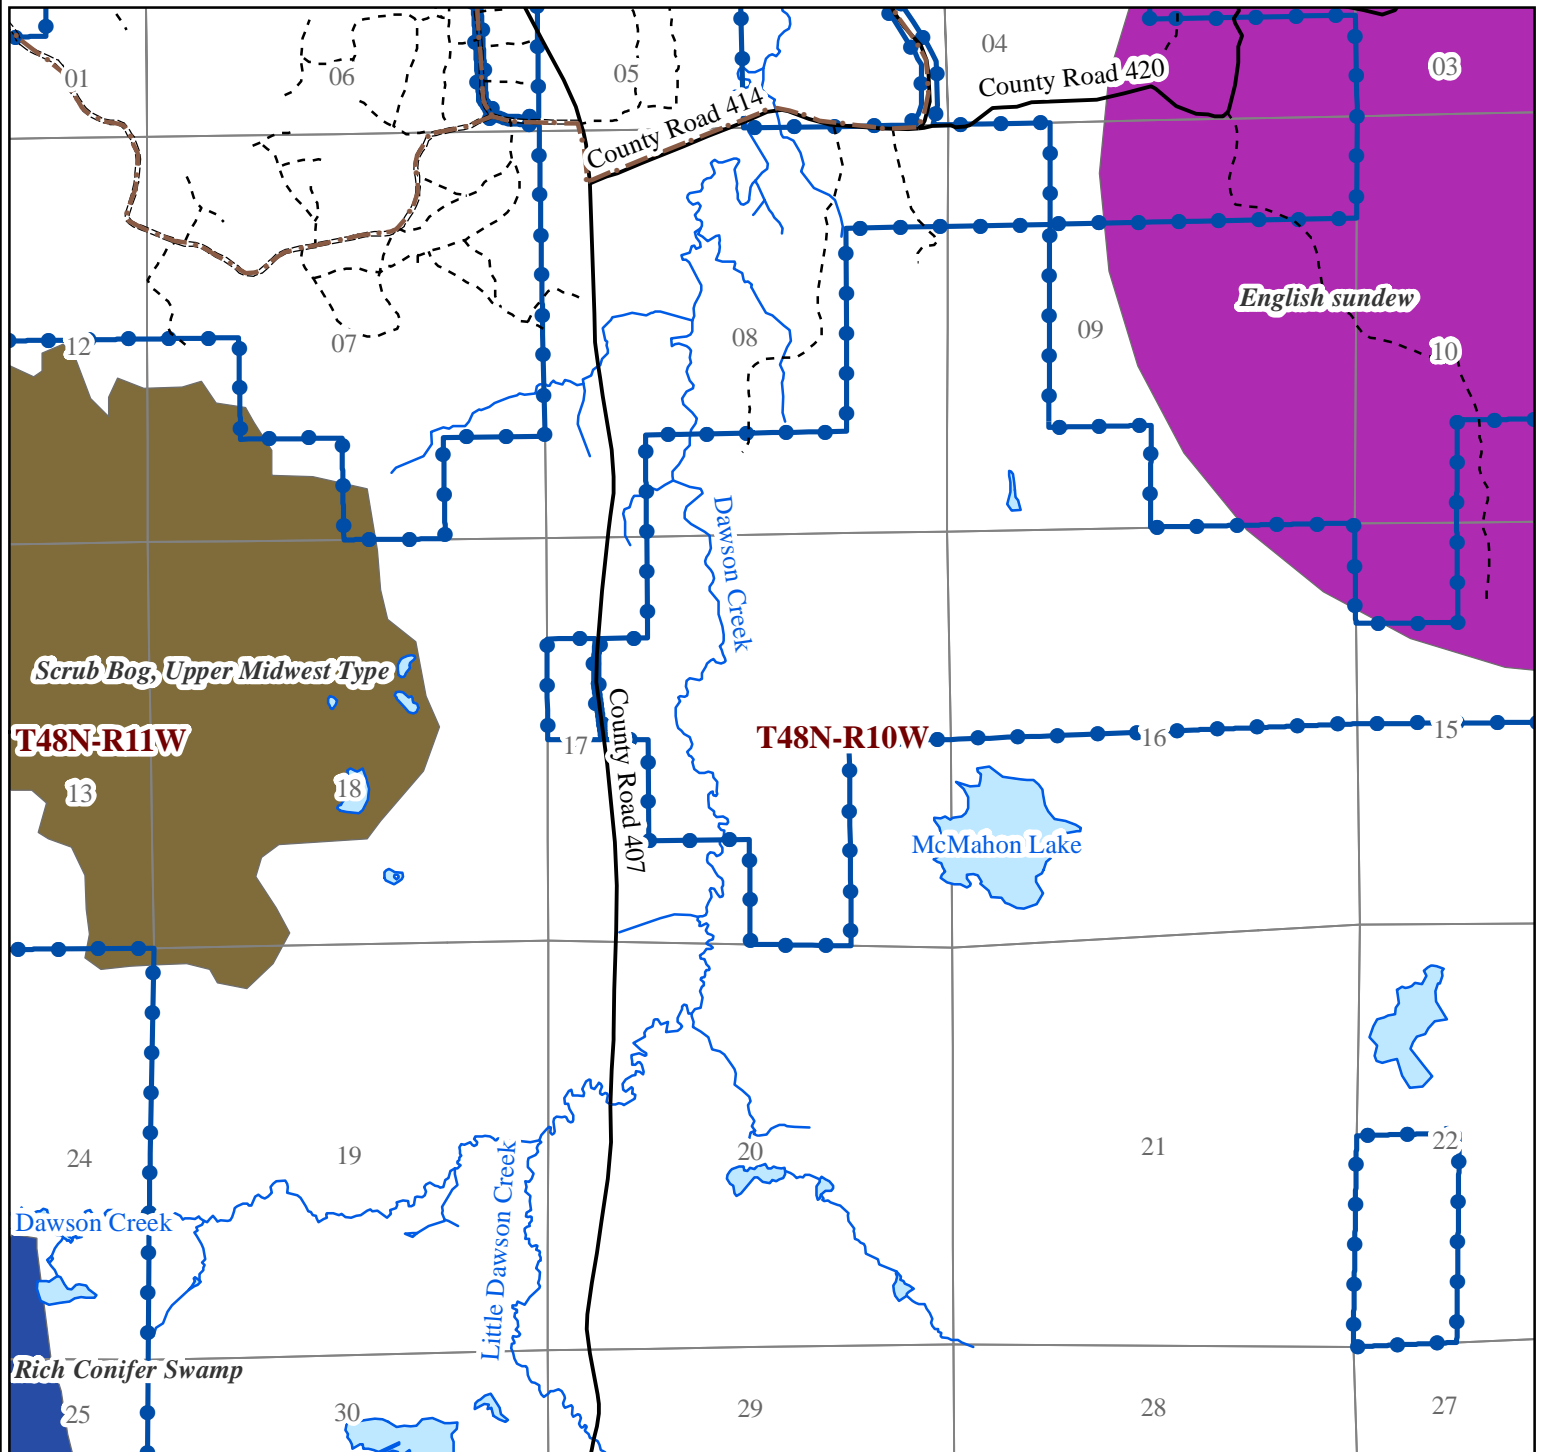 04
05
06
01
03
County Road 420
County Road 414
English sundew
12
07
08
09
10
Dawson Creek
Scrub Bog, Upper Midwest Type
T48N-R11W
T48N-R10W
17
16
15
County Road 407
13
18
McMahon Lake
24
19
20
21
22
Little Dawson Creek
Dawson Creek
Rich Conifer Swamp
25
30
29
28
27